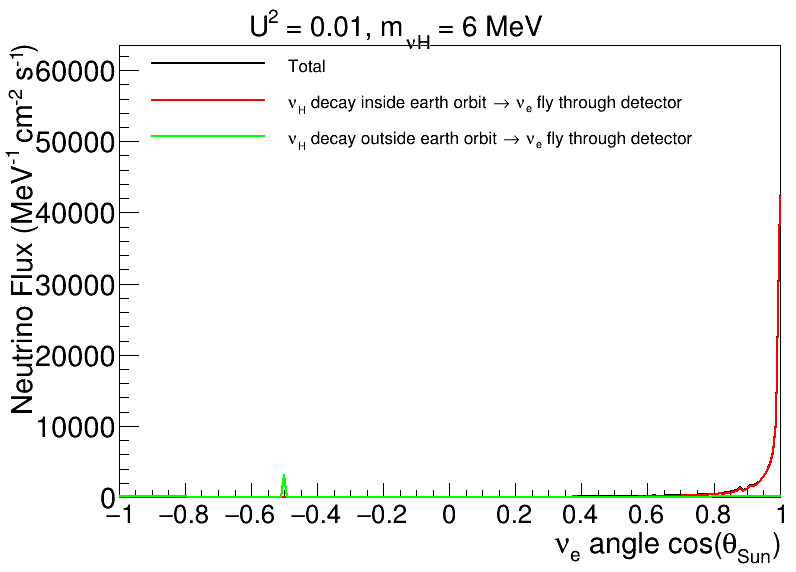 U² = 0.01, m_νH = 6 MeV
Total
ν_H decay inside earth orbit → ν_e fly through detector
ν_H decay outside earth orbit → ν_e fly through detector
Neutrino Flux (MeV⁻¹ cm⁻² s⁻¹)
60000
50000
40000
30000
20000
10000
0
−1 −0.8 −0.6 −0.4 −0.2 0 0.2 0.4 0.6 0.8 1
ν_e angle cos(θ_Sun)